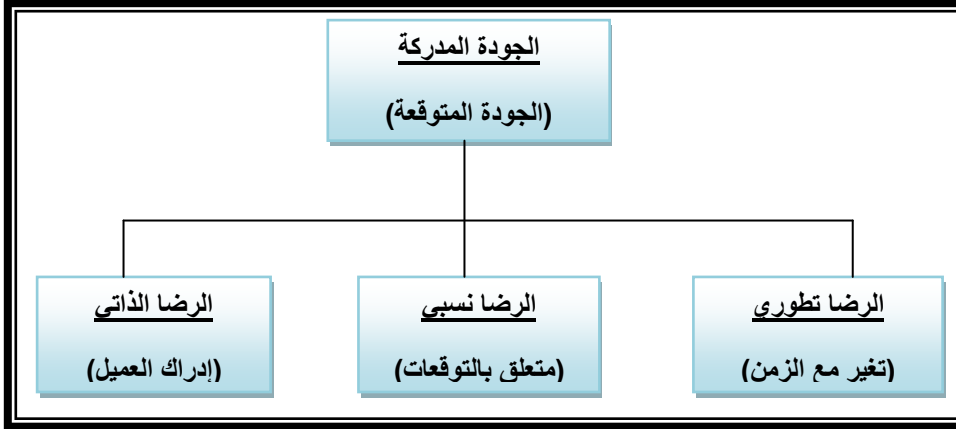 الجودة المدركة
(الجودة المتوقعة)
الرضا تطوري
(تغير مع الزمن)
الرضا نسبي
(متعلق بالتوقعات)
الرضا الذاتي
(إدراك العميل)